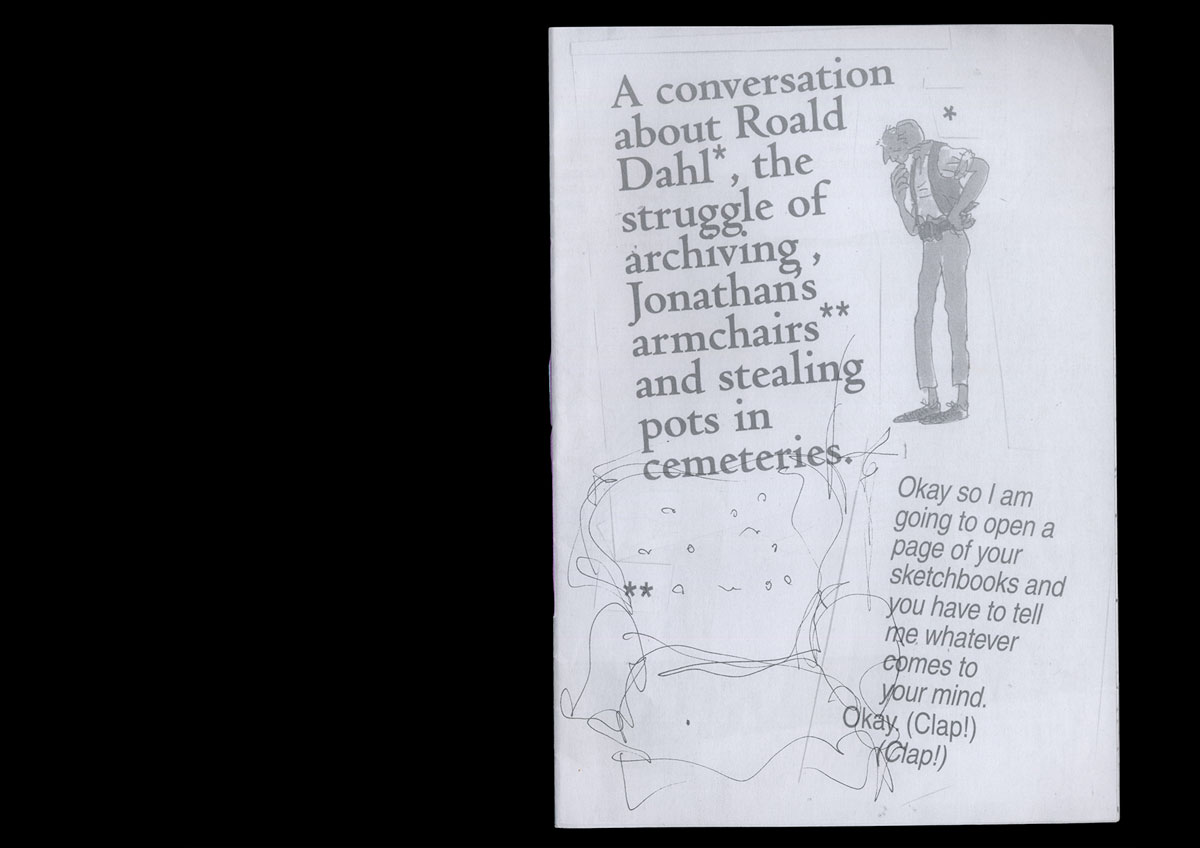 A conversation
about Roald
Dahl*, the
struggle of
archiving ,
Jonathan's
armchairs**
and stealing
pots in
cemeteries.
*
**
Okay so I am
going to open a
page of your
sketchbooks and
you have to tell
me whatever
comes to
your mind.
Okay. (Clap!)
(Clap!)